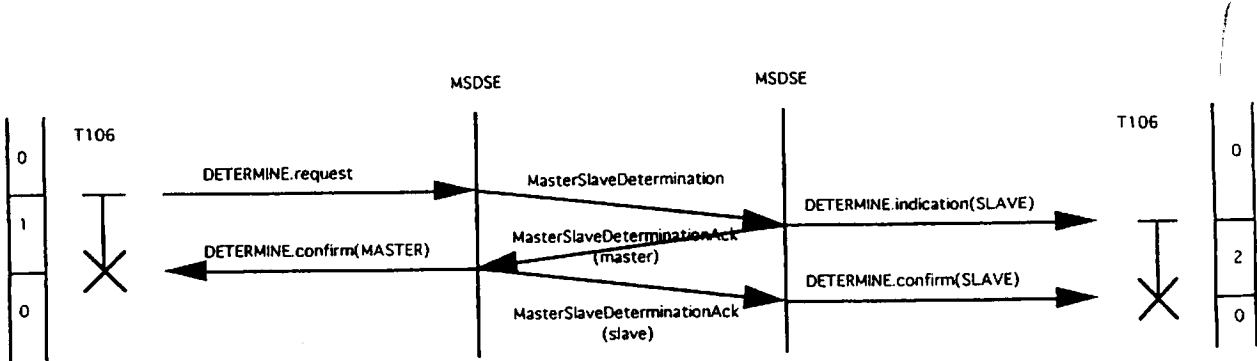 MSDSE
MSDSE
T106
T106
0
0
DETERMINE.request
MasterSlaveDetermination
DETERMINE.indication(SLAVE)
1
MasterSlaveDeterminationAck
(master)
DETERMINE.confirm(MASTER)
2
DETERMINE.confirm(SLAVE)
0
MasterSlaveDeterminationAck
(slave)
0